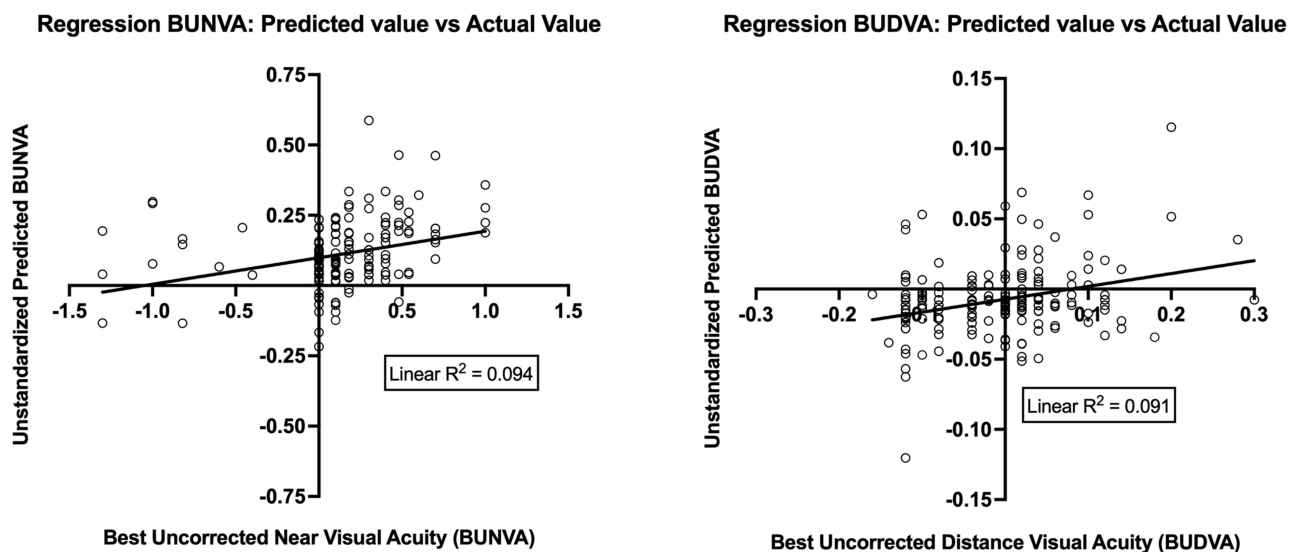 Regression BUNVA: Predicted value vs Actual Value
Unstandardized Predicted BUNVA
0.75
0.50
0.25
-0.25
-0.50
-0.75
-1.5
-1.0
-0.5
0.5
1.0
1.5
Linear R² = 0.094
Best Uncorrected Near Visual Acuity (BUNVA)
Regression BUDVA: Predicted value vs Actual Value
Unstandardized Predicted BUDVA
0.15
0.10
0.05
-0.05
-0.10
-0.15
-0.3
-0.2
0.1
0.2
0.3
Linear R² = 0.091
Best Uncorrected Distance Visual Acuity (BUDVA)